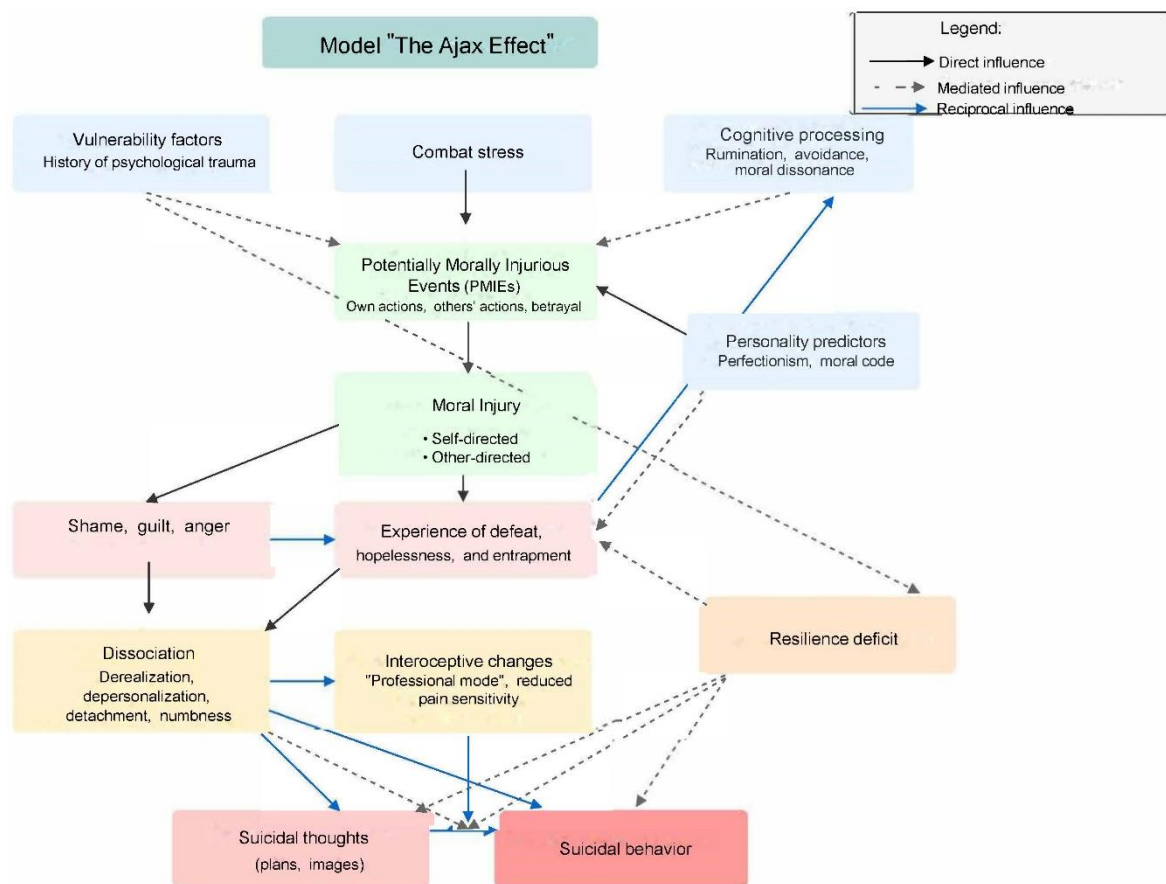 Model "The Ajax Effect"
Legend:
Direct influence
Mediated influence
Reciprocal influence
Vulnerability factors
History of psychological trauma
Combat stress
Cognitive processing
Rumination, avoidance,
moral dissonance
Potentially Morally Injurious
Events (PMIEs)
Own actions, others' actions, betrayal
Personality predictors
Perfectionism, moral code
Moral Injury
• Self-directed
• Other-directed
Shame, guilt, anger
Experience of defeat,
hopelessness, and entrapment
Resilience deficit
Dissociation
Derealization,
depersonalization,
detachment, numbness
Interoceptive changes
"Professional mode", reduced
pain sensitivity
Suicidal thoughts
(plans, images)
Suicidal behavior